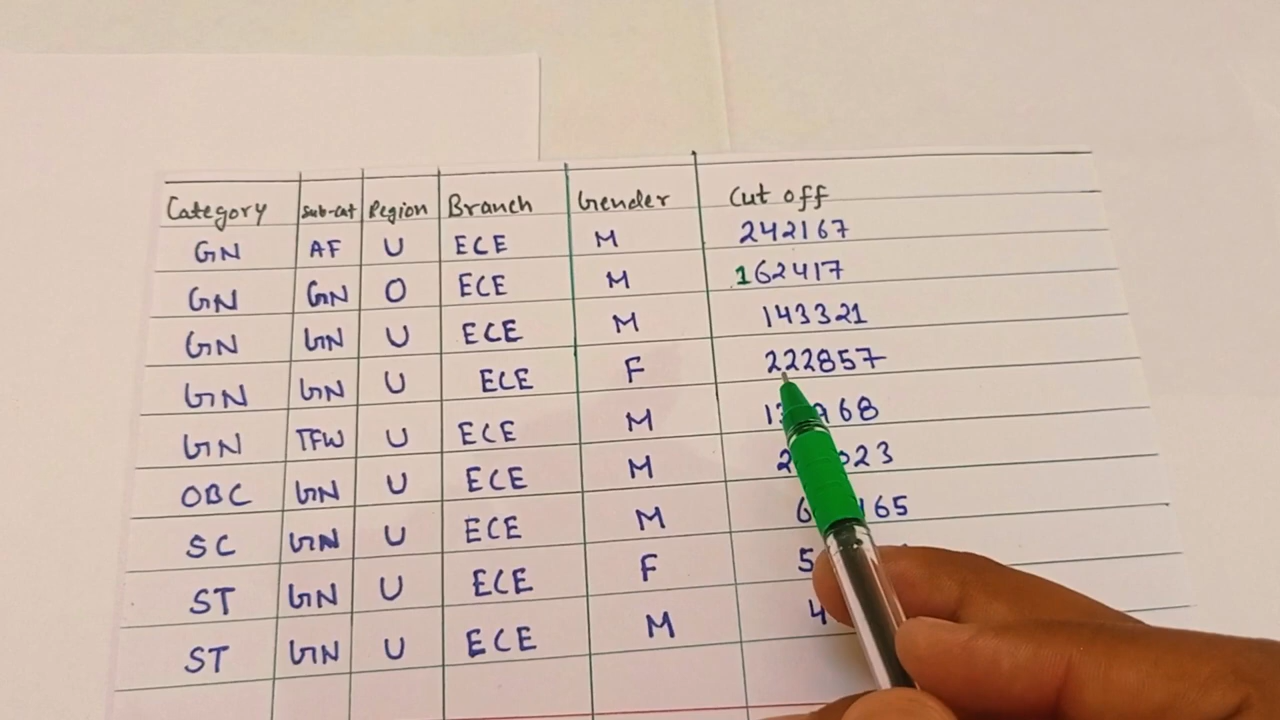 Category Sub-cat Region Branch Gender Cut off
GN AF U ECE M 242167
GN GN O ECE M 162417
GN GN U ECE M 143321
GN GN U ECE F 222857
GN TFW U ECE M
OBC GN U ECE M
SC GN U ECE M
ST GN U ECE F
ST GN U ECE M